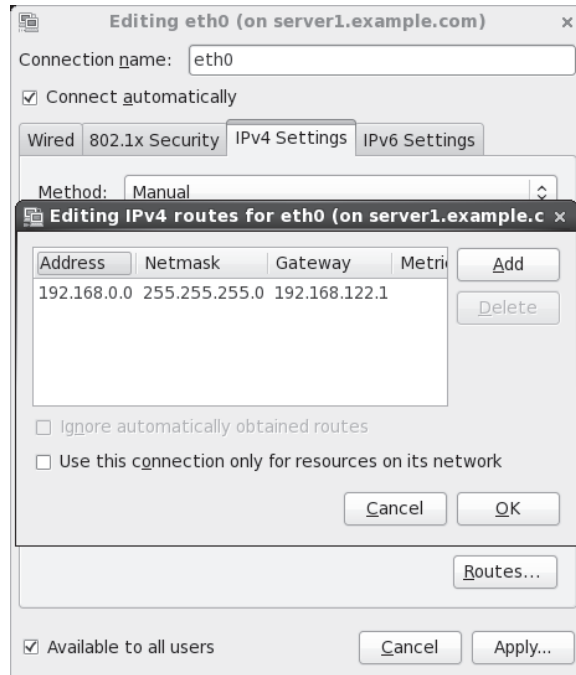 Editing eth0 (on server1.example.com)
Connection name: eth0
Connect automatically
Wired 802.1x Security IPv4 Settings IPv6 Settings
Method: Manual
Editing IPv4 routes for eth0 (on server1.example.c
Address Netmask Gateway Metri Add
192.168.0.0 255.255.255.0 192.168.122.1
Delete
Ignore automatically obtained routes
Use this connection only for resources on its network
Cancel OK
Routes...
Available to all users Cancel Apply...